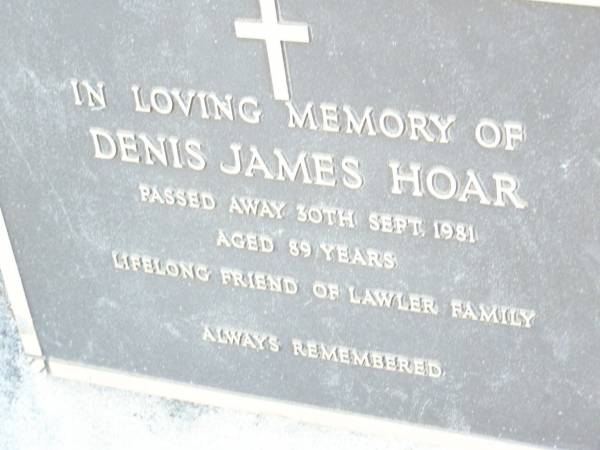 IN LOVING MEMORY OF
DENIS JAMES HOAR
PASSED AWAY 30TH SEPT. 1981
AGED 89 YEARS
LIFELONG FRIEND OF LAWLER FAMILY
ALWAYS REMEMBERED.